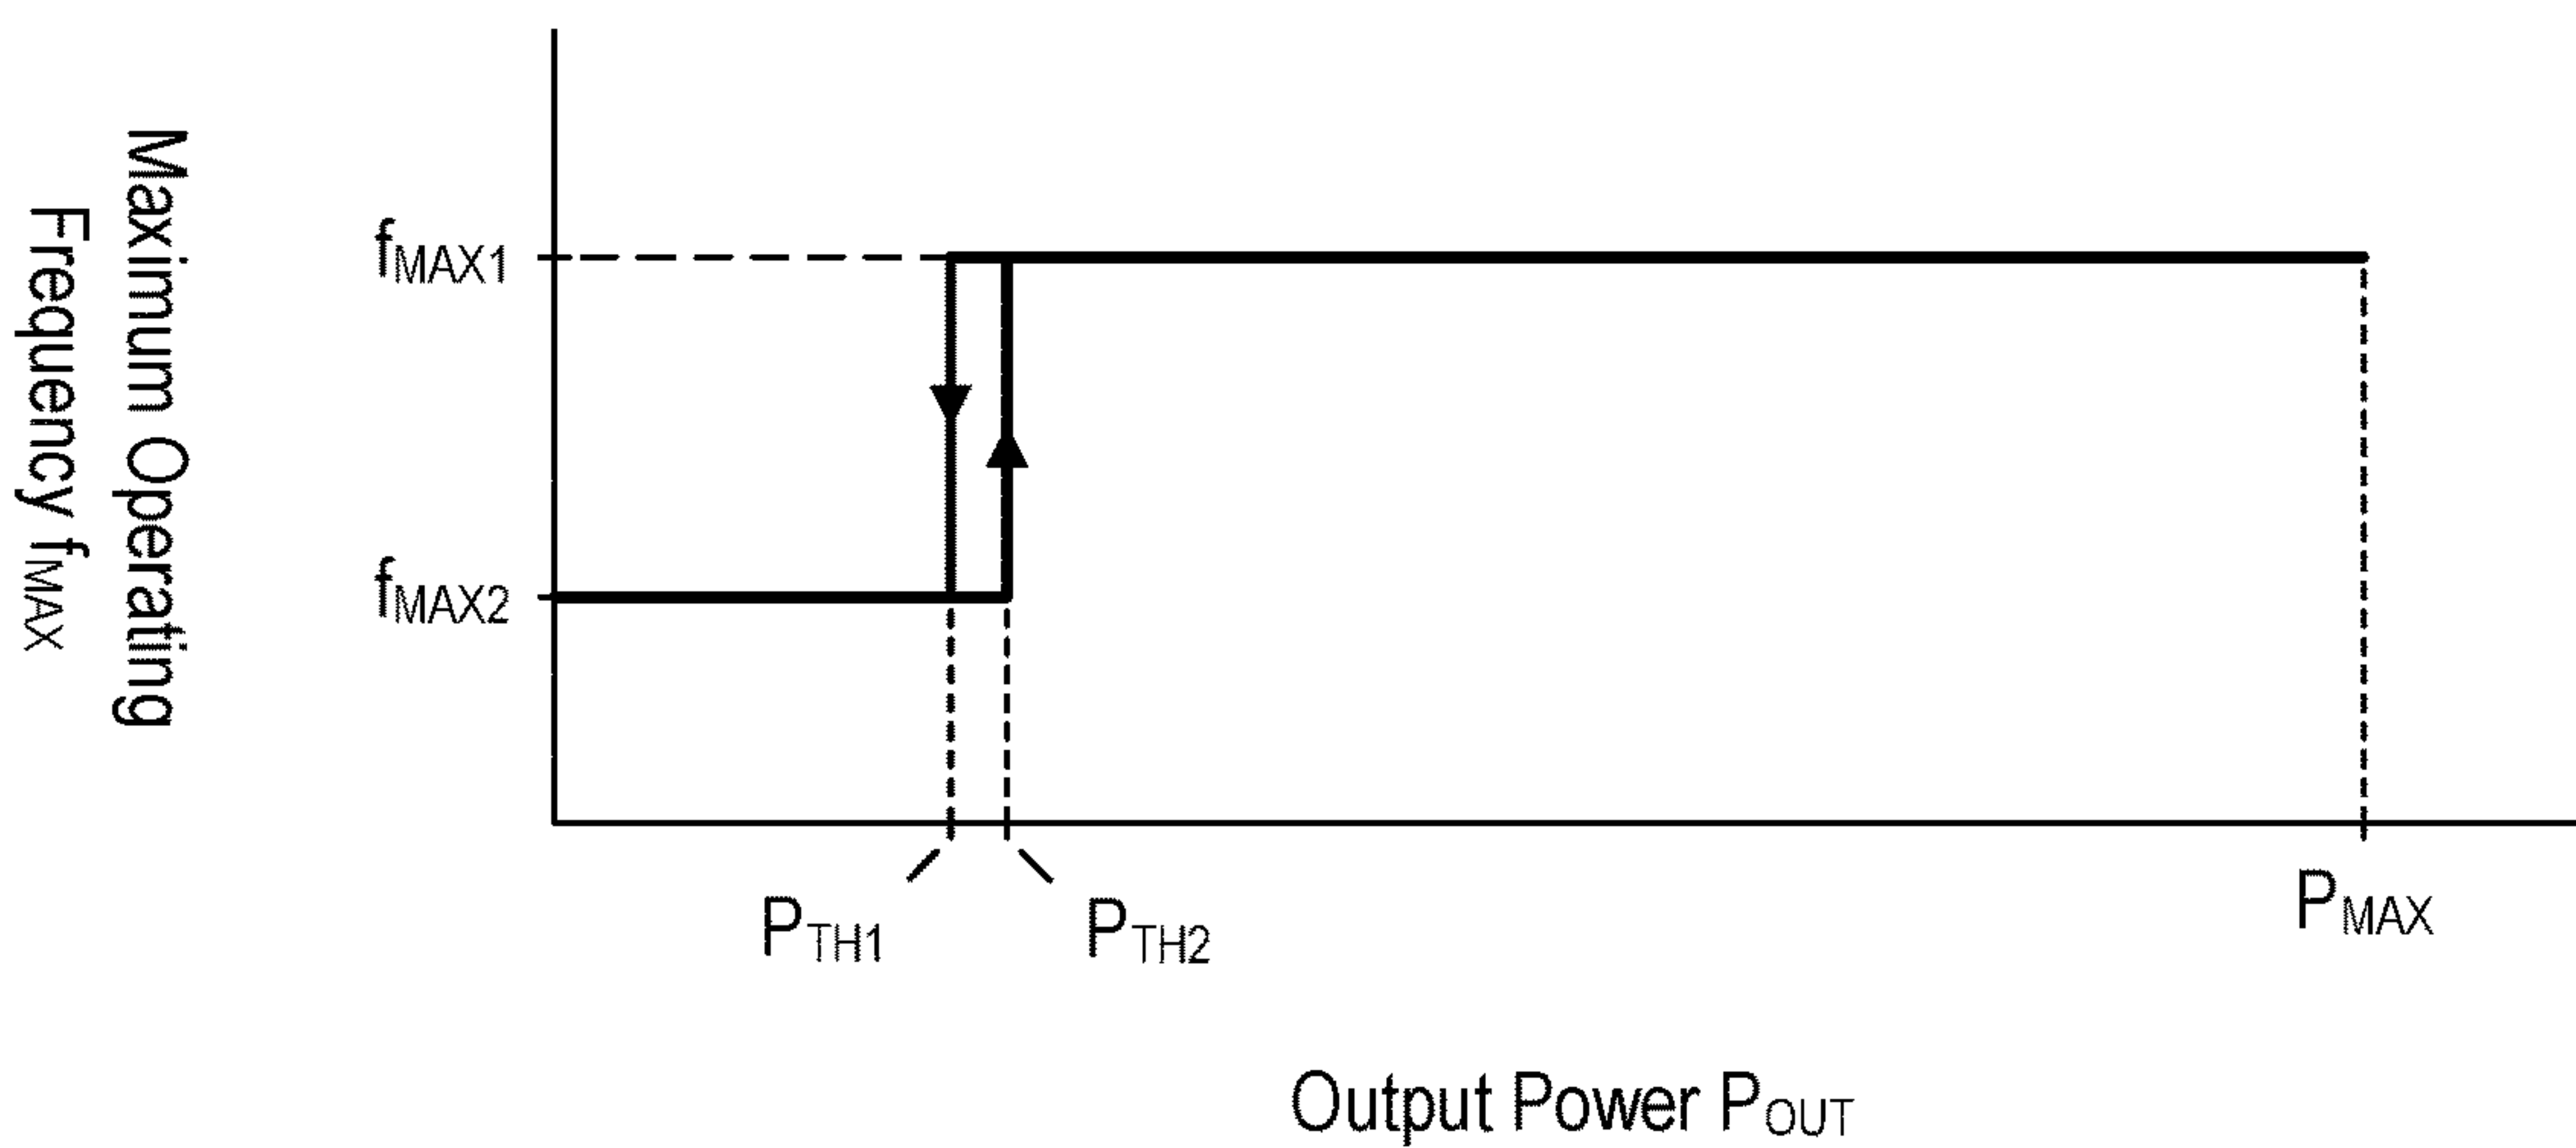 Maximum Operating
Frequency fMAX
fMAX1
fMAX2
PTH1
PTH2
PMAX
Output Power POUT